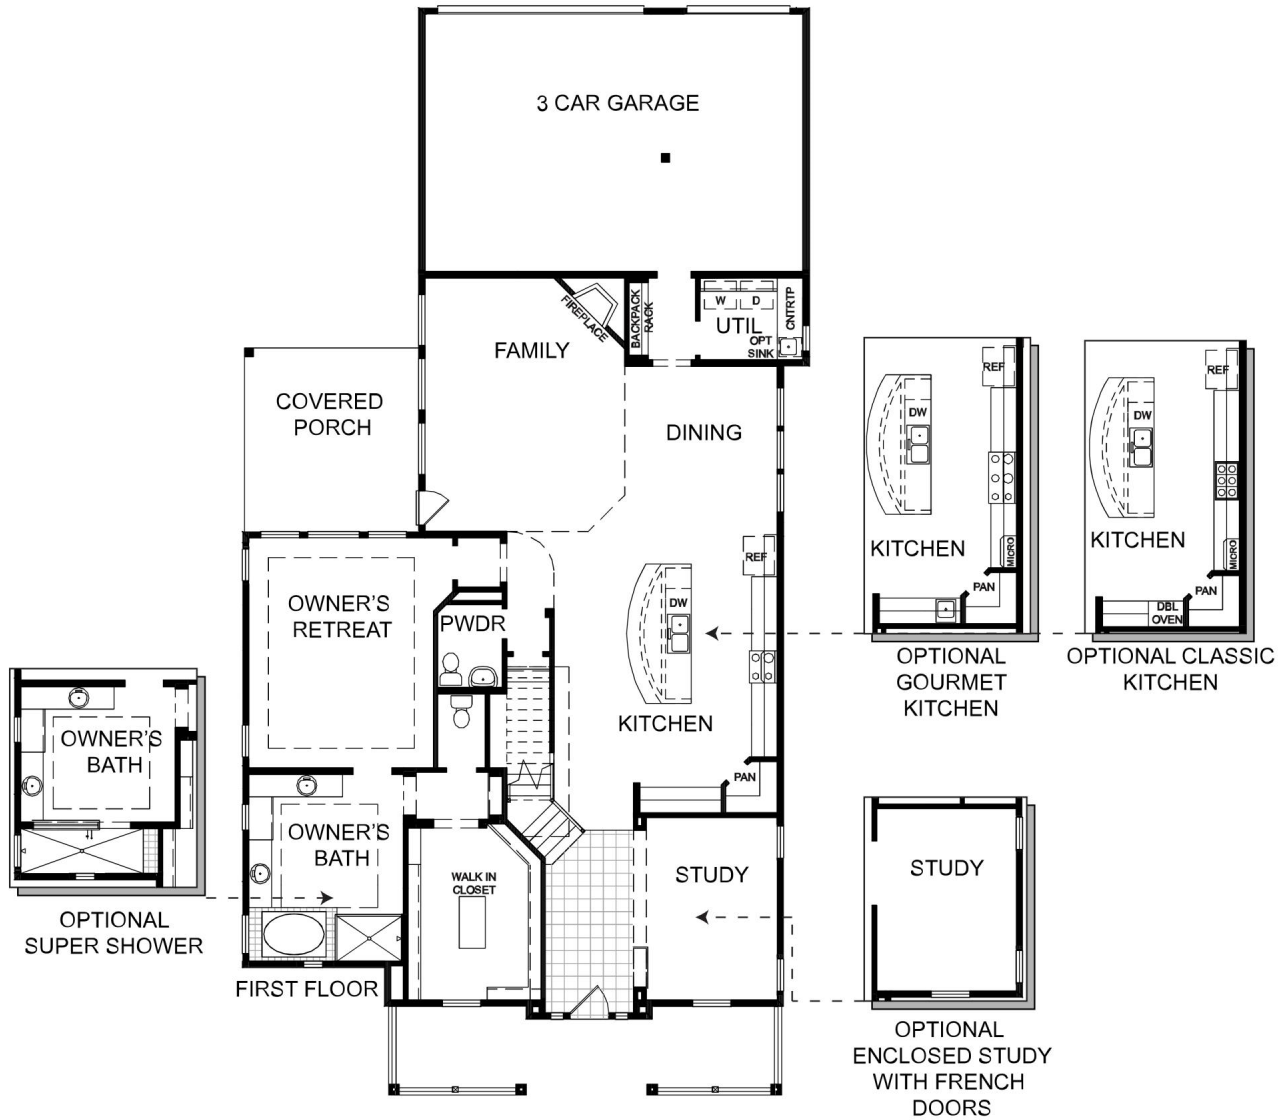 3 CAR GARAGE
FIREPLACE
BACKPACK
RACK
W
D
CNTRTP
UTIL
OPT
SINK
FAMILY
COVERED
PORCH
DINING
REF
DW
KITCHEN
MICRO
PAN
OPTIONAL
GOURMET
KITCHEN
REF
DW
KITCHEN
MICRO
PAN
DBL
OVEN
OPTIONAL CLASSIC
KITCHEN
OWNER'S
RETREAT
PWDR
REF
DW
KITCHEN
PAN
OWNER'S
BATH
OPTIONAL
SUPER SHOWER
OWNER'S
BATH
WALK IN
CLOSET
STUDY
STUDY
FIRST FLOOR
OPTIONAL
ENCLOSED STUDY
WITH FRENCH
DOORS